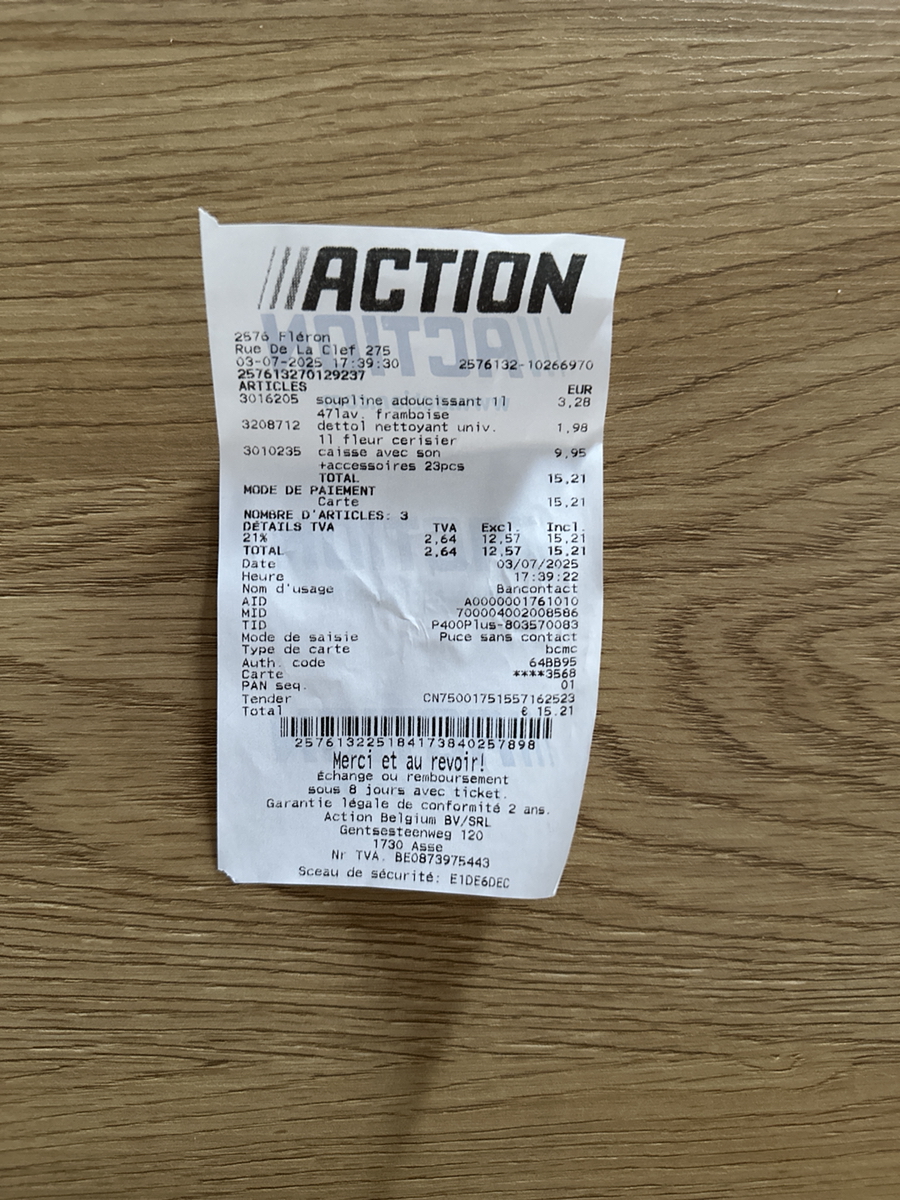 ///ACTION
2576 Fléron
Rue De La Clef 275
03-07-2025 17:39:30 2576132-10266970
257613270129237
ARTICLES EUR
3016205 soupline adoucissant 1l 3,28
47lav. framboise
3208712 dettol nettoyant univ. 1,98
1l fleur cerisier
3010235 caisse avec son 9,95
+accessoires 23pcs
TOTAL 15,21
MODE DE PAIEMENT
Carte 15,21
NOMBRE D'ARTICLES: 3
DÉTAILS TVA TVA Excl. Incl.
21% 2,64 12,57 15,21
TOTAL 2,64 12,57 15,21
Date 03/07/2025
Heure 17:39:22
Nom d'usage Bancontact
AID A0000001761010
MID 700004002008586
TID P400Plus-803570083
Mode de saisie Puce sans contact
Type de carte bcmc
Auth. code 64BB95
Carte ****3568
PAN seq. 01
Tender CN75001751557162523
Total € 15.21
257613225184173840257898
Merci et au revoir!
Échange ou remboursement
sous 8 jours avec ticket.
Garantie légale de conformité 2 ans.
Action Belgium BV/SRL
Gentsesteenweg 120
1730 Asse
Nr TVA. BE0873975443
Sceau de sécurité: E1DE6DEC